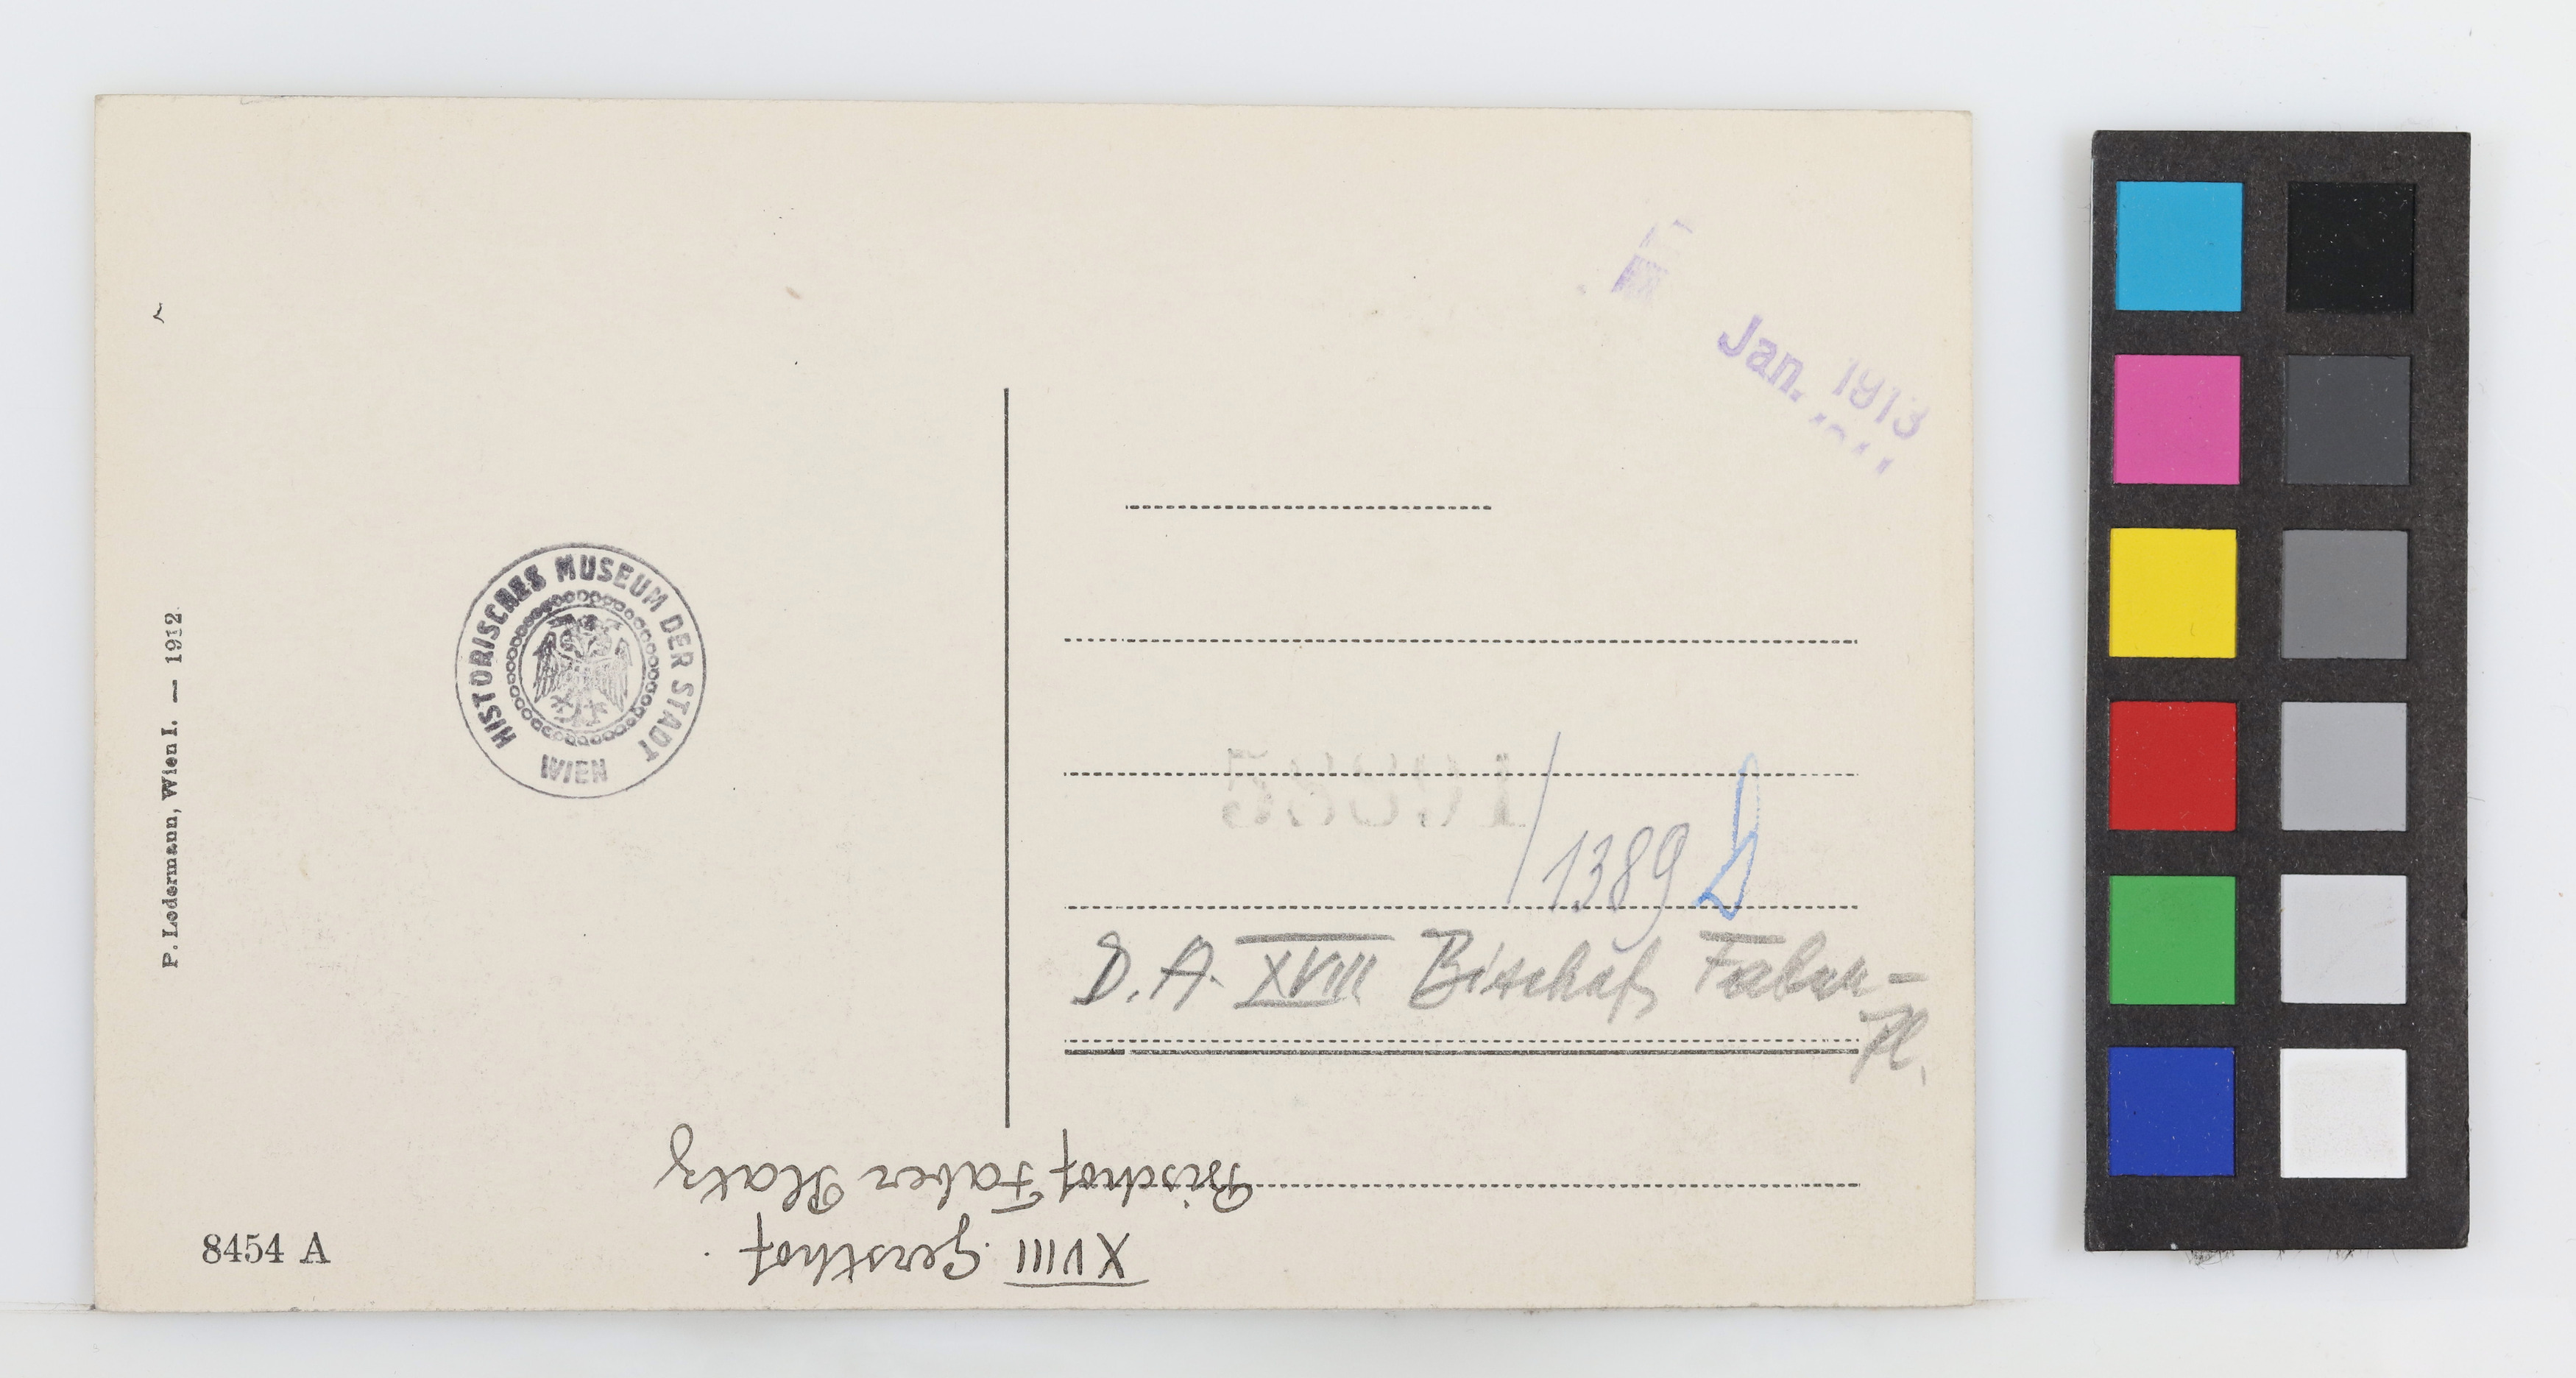 Jan. 1913
P. Ledermann, Wien I. — 1912
HISTORISCHES MUSEUM DER STADT
WIEN
/1389
D. A. XVIII Bischof Faber-
Pl.
XVIII. Gersthof
Bischof Faber Platz
8454 A